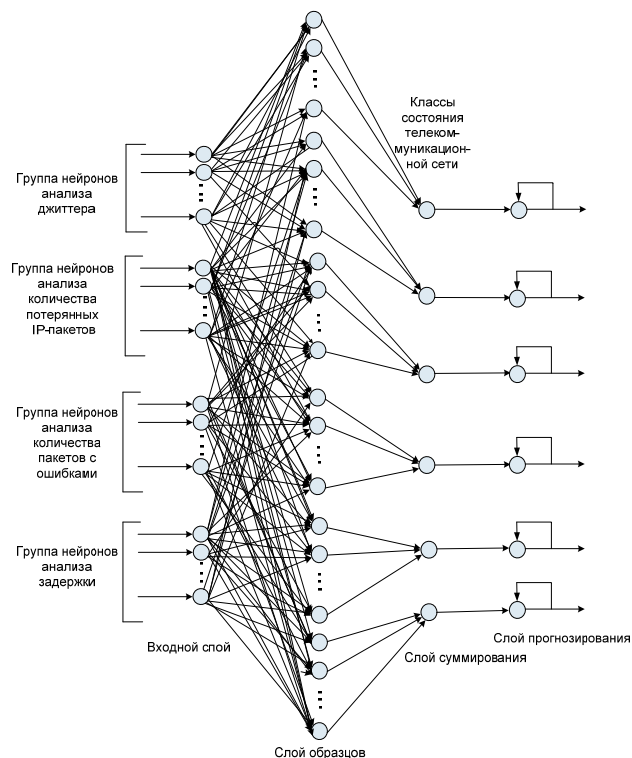 Классы
состояния
телеком-
муникацион-
ной сети
Группа нейронов
анализа
джиттера
Группа нейронов
анализа
количества
потерянных
IP-пакетов
Группа нейронов
анализа
количества
пакетов с
ошибками
Группа нейронов
анализа
задержки
Входной слой
Слой прогнозирования
Слой суммирования
Слой образцов